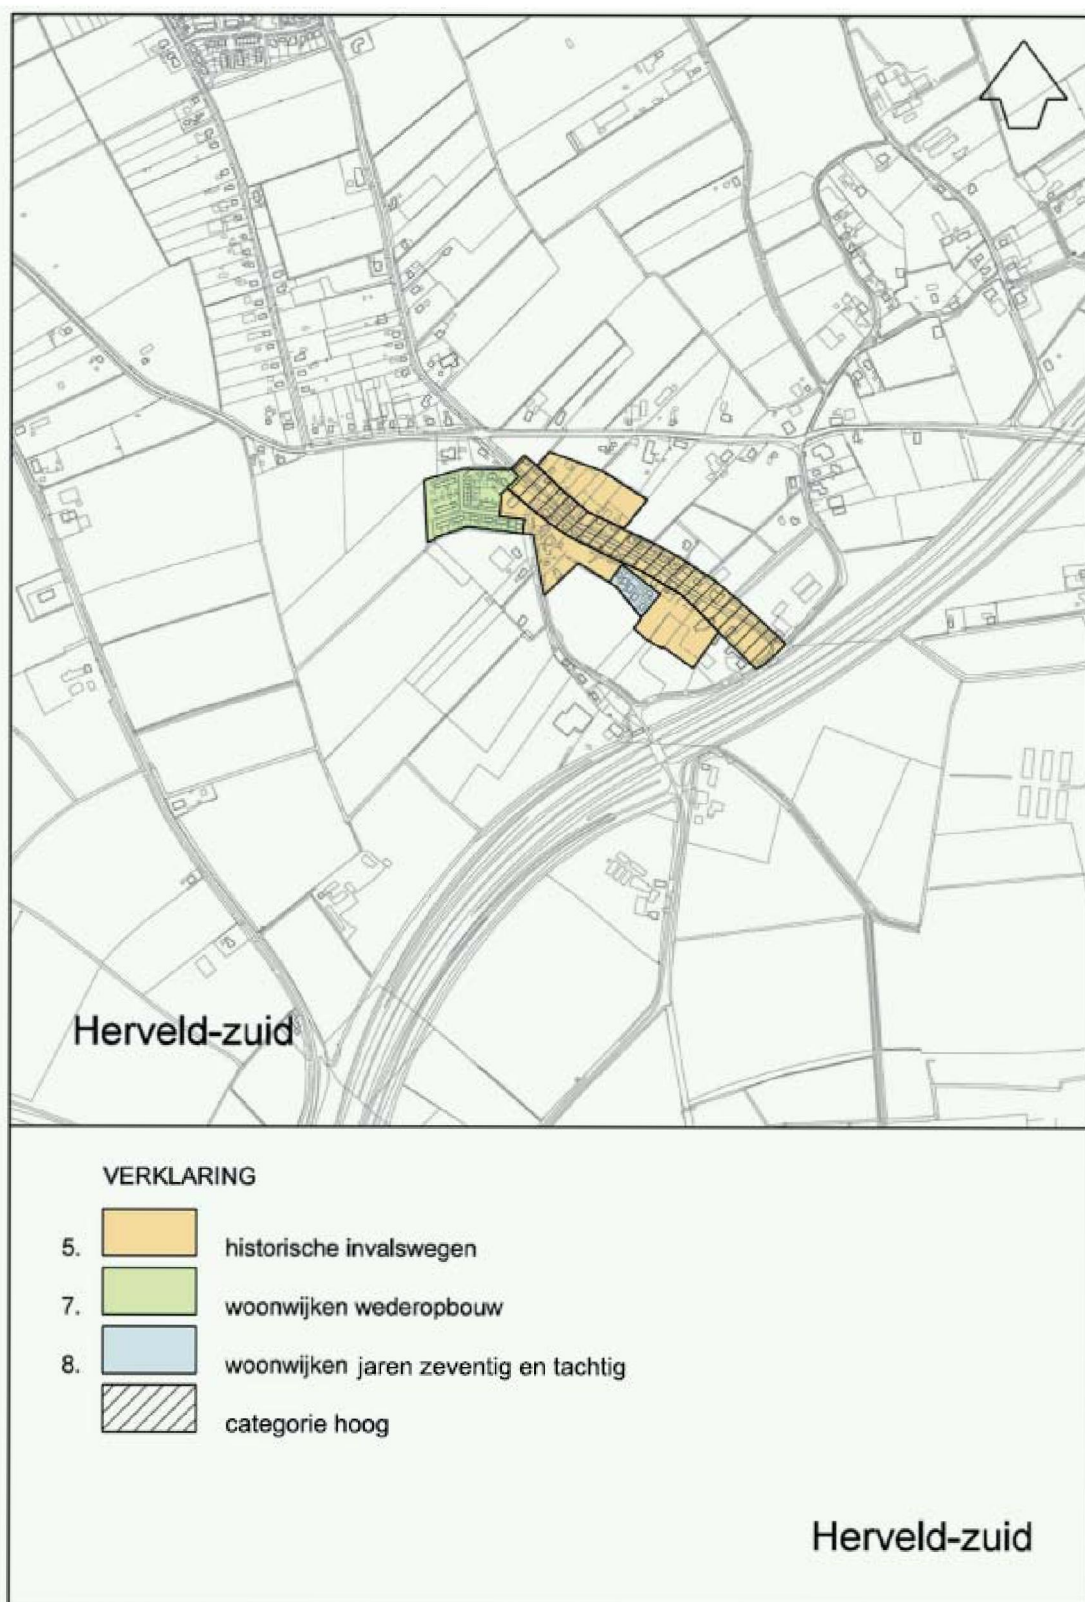 Herveld-zuid
VERKLARING
5. historische invalswegen
7. woonwijken wederopbouw
8. woonwijken jaren zeventig en tachtig
categorie hoog
Herveld-zuid